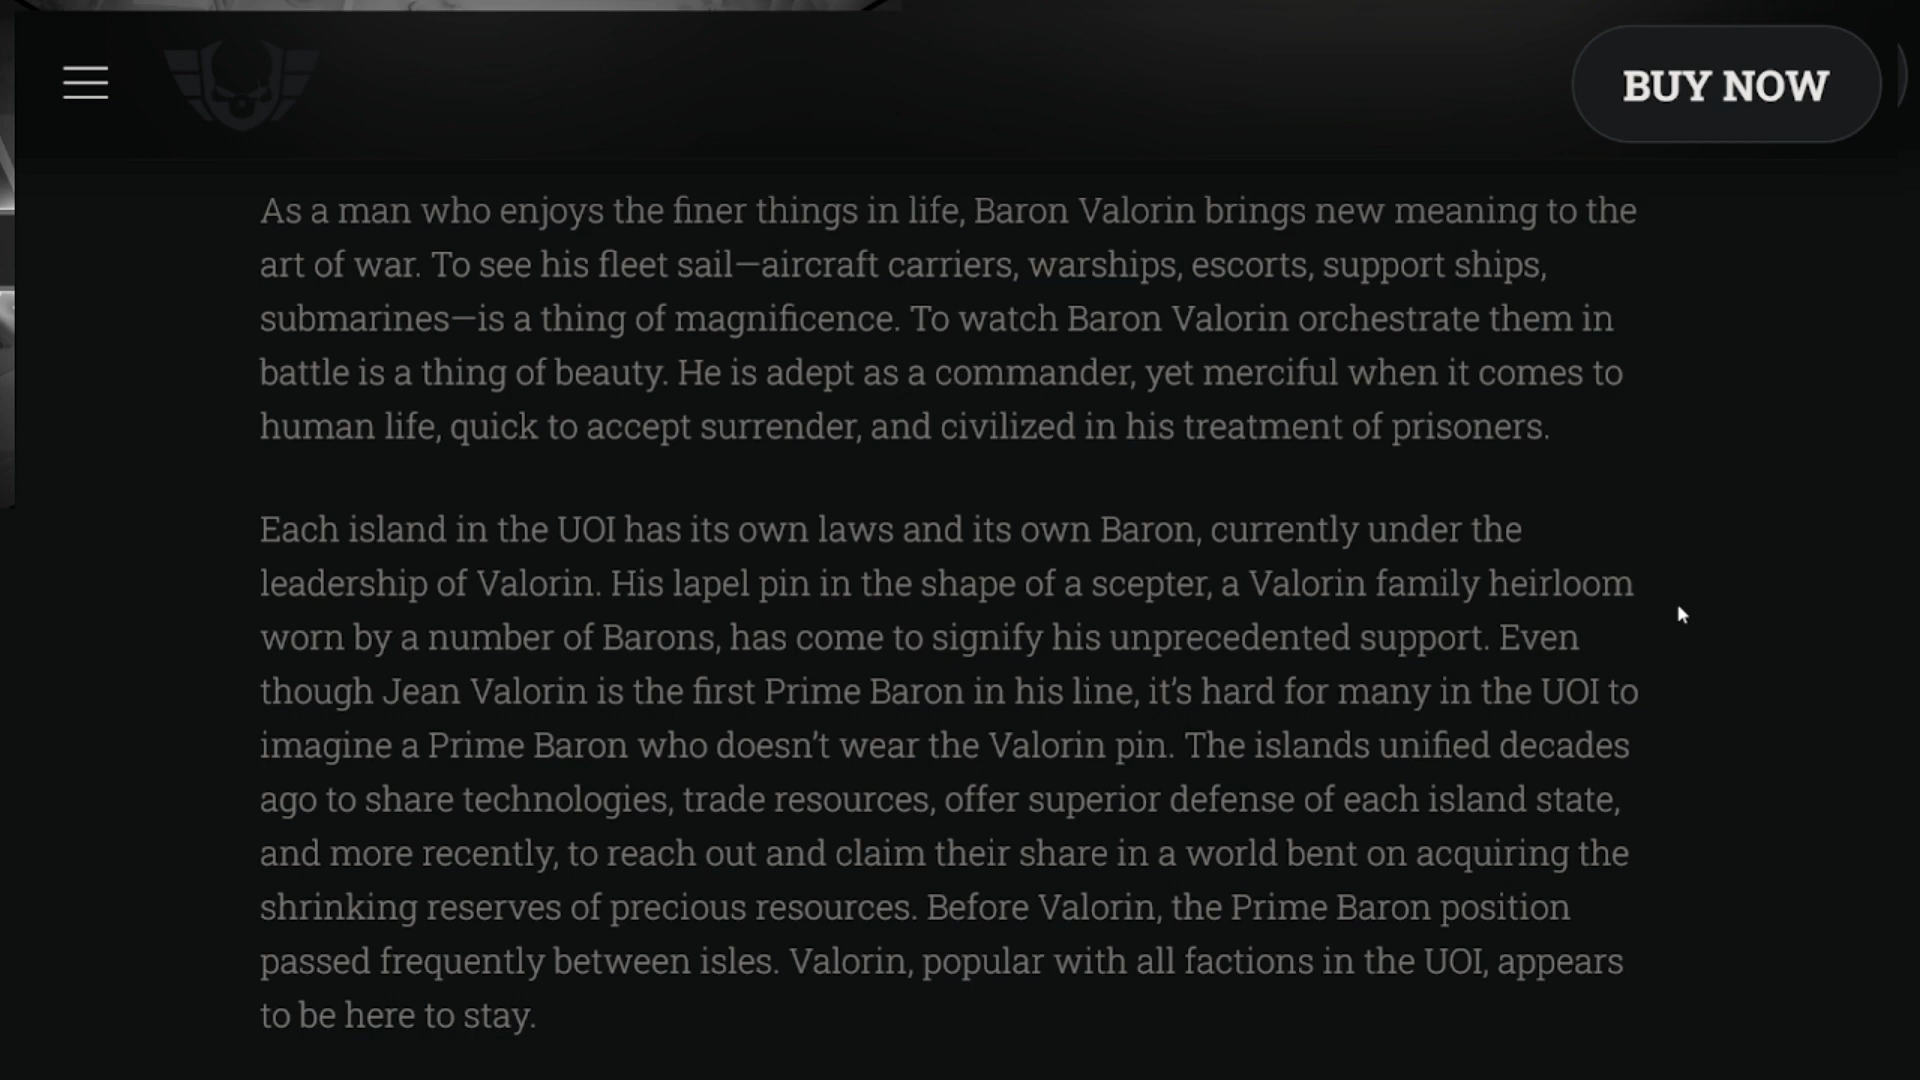 BUY NOW
As a man who enjoys the finer things in life, Baron Valorin brings new meaning to the
art of war. To see his fleet sail—aircraft carriers, warships, escorts, support ships,
submarines—is a thing of magnificence. To watch Baron Valorin orchestrate them in
battle is a thing of beauty. He is adept as a commander, yet merciful when it comes to
human life, quick to accept surrender, and civilized in his treatment of prisoners.
Each island in the UOI has its own laws and its own Baron, currently under the
leadership of Valorin. His lapel pin in the shape of a scepter, a Valorin family heirloom
worn by a number of Barons, has come to signify his unprecedented support. Even
though Jean Valorin is the first Prime Baron in his line, it’s hard for many in the UOI to
imagine a Prime Baron who doesn’t wear the Valorin pin. The islands unified decades
ago to share technologies, trade resources, offer superior defense of each island state,
and more recently, to reach out and claim their share in a world bent on acquiring the
shrinking reserves of precious resources. Before Valorin, the Prime Baron position
passed frequently between isles. Valorin, popular with all factions in the UOI, appears
to be here to stay.